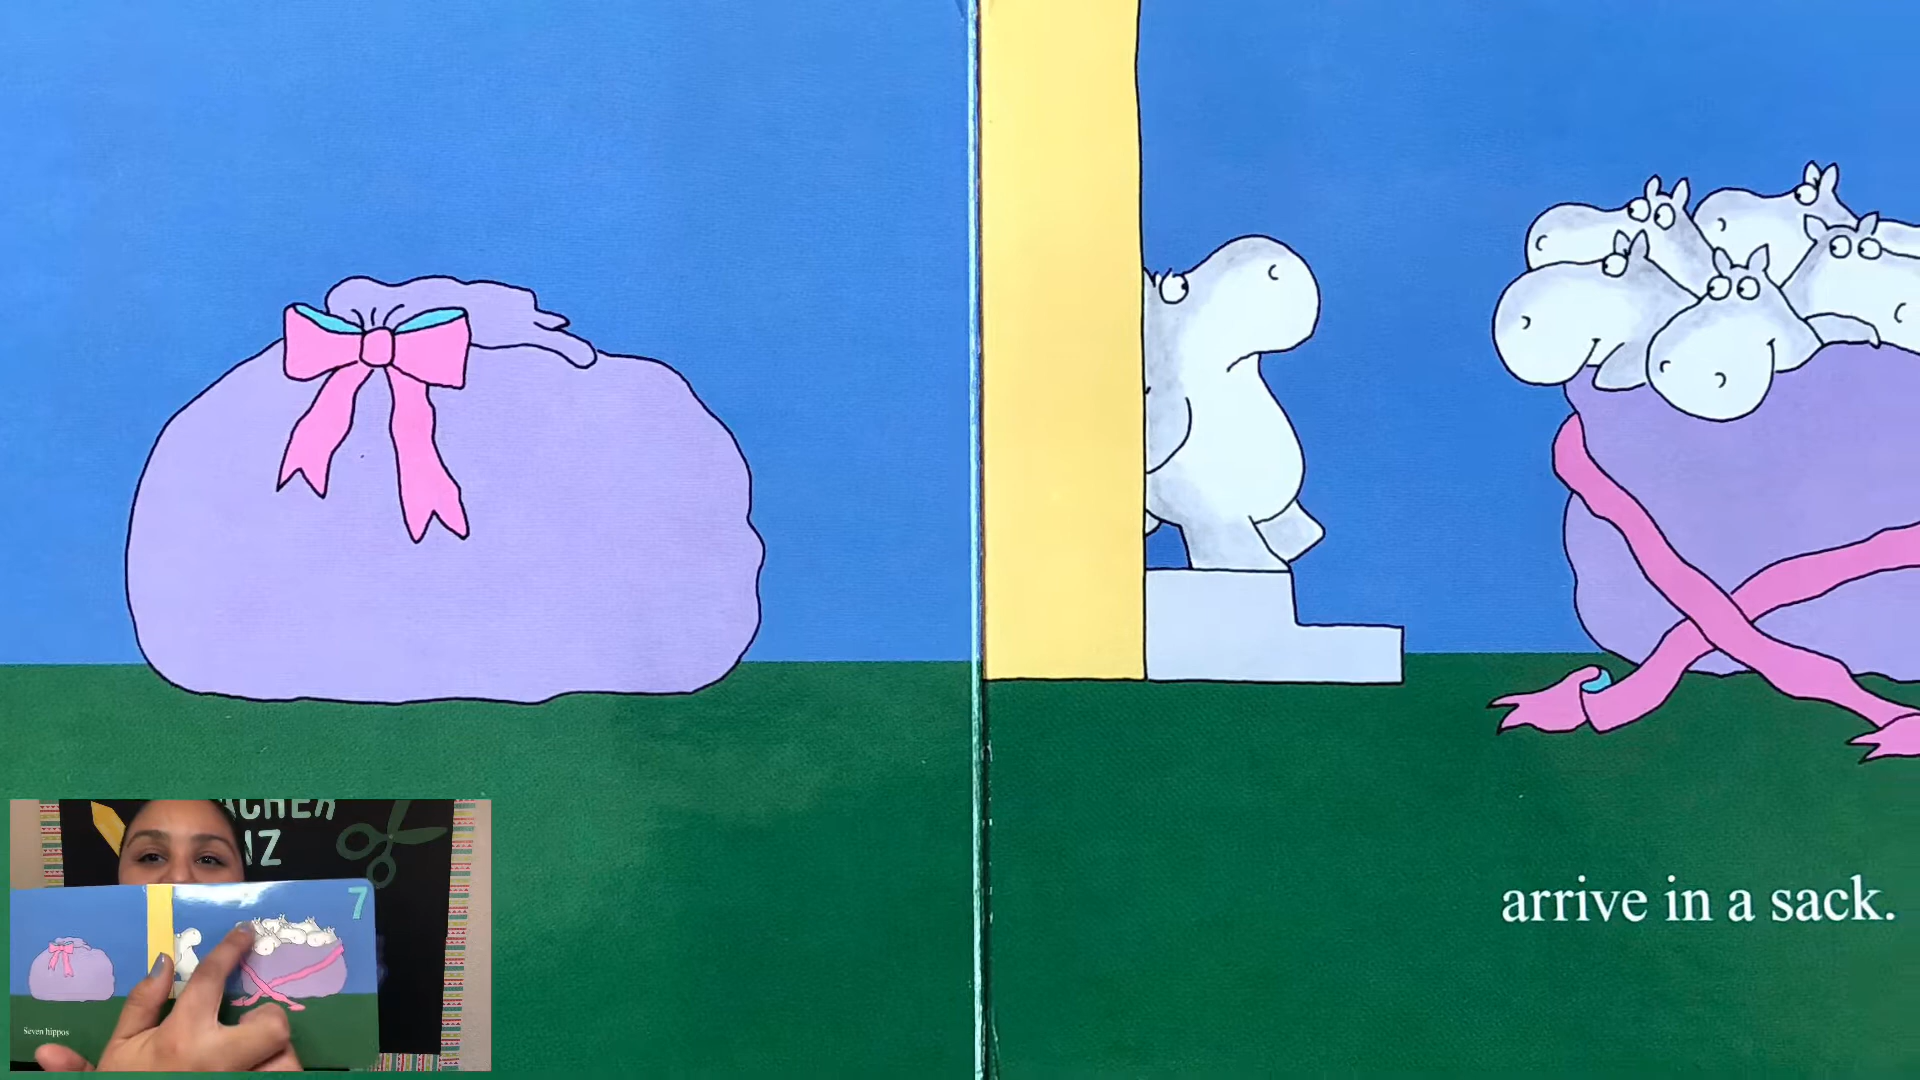 arrive in a sack.
7
Seven hippos